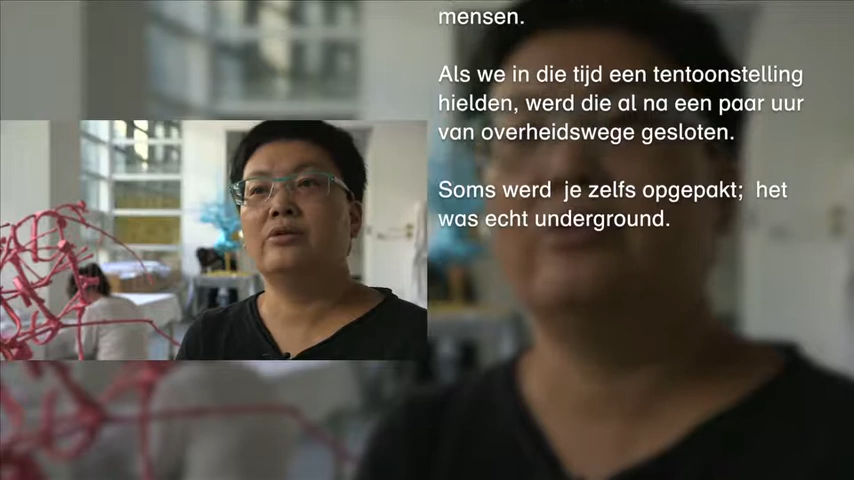 mensen.
Als we in die tijd een tentoonstelling
hielden, werd die al na een paar uur
van overheidswege gesloten.
Soms werd  je zelfs opgepakt;  het
was echt underground.